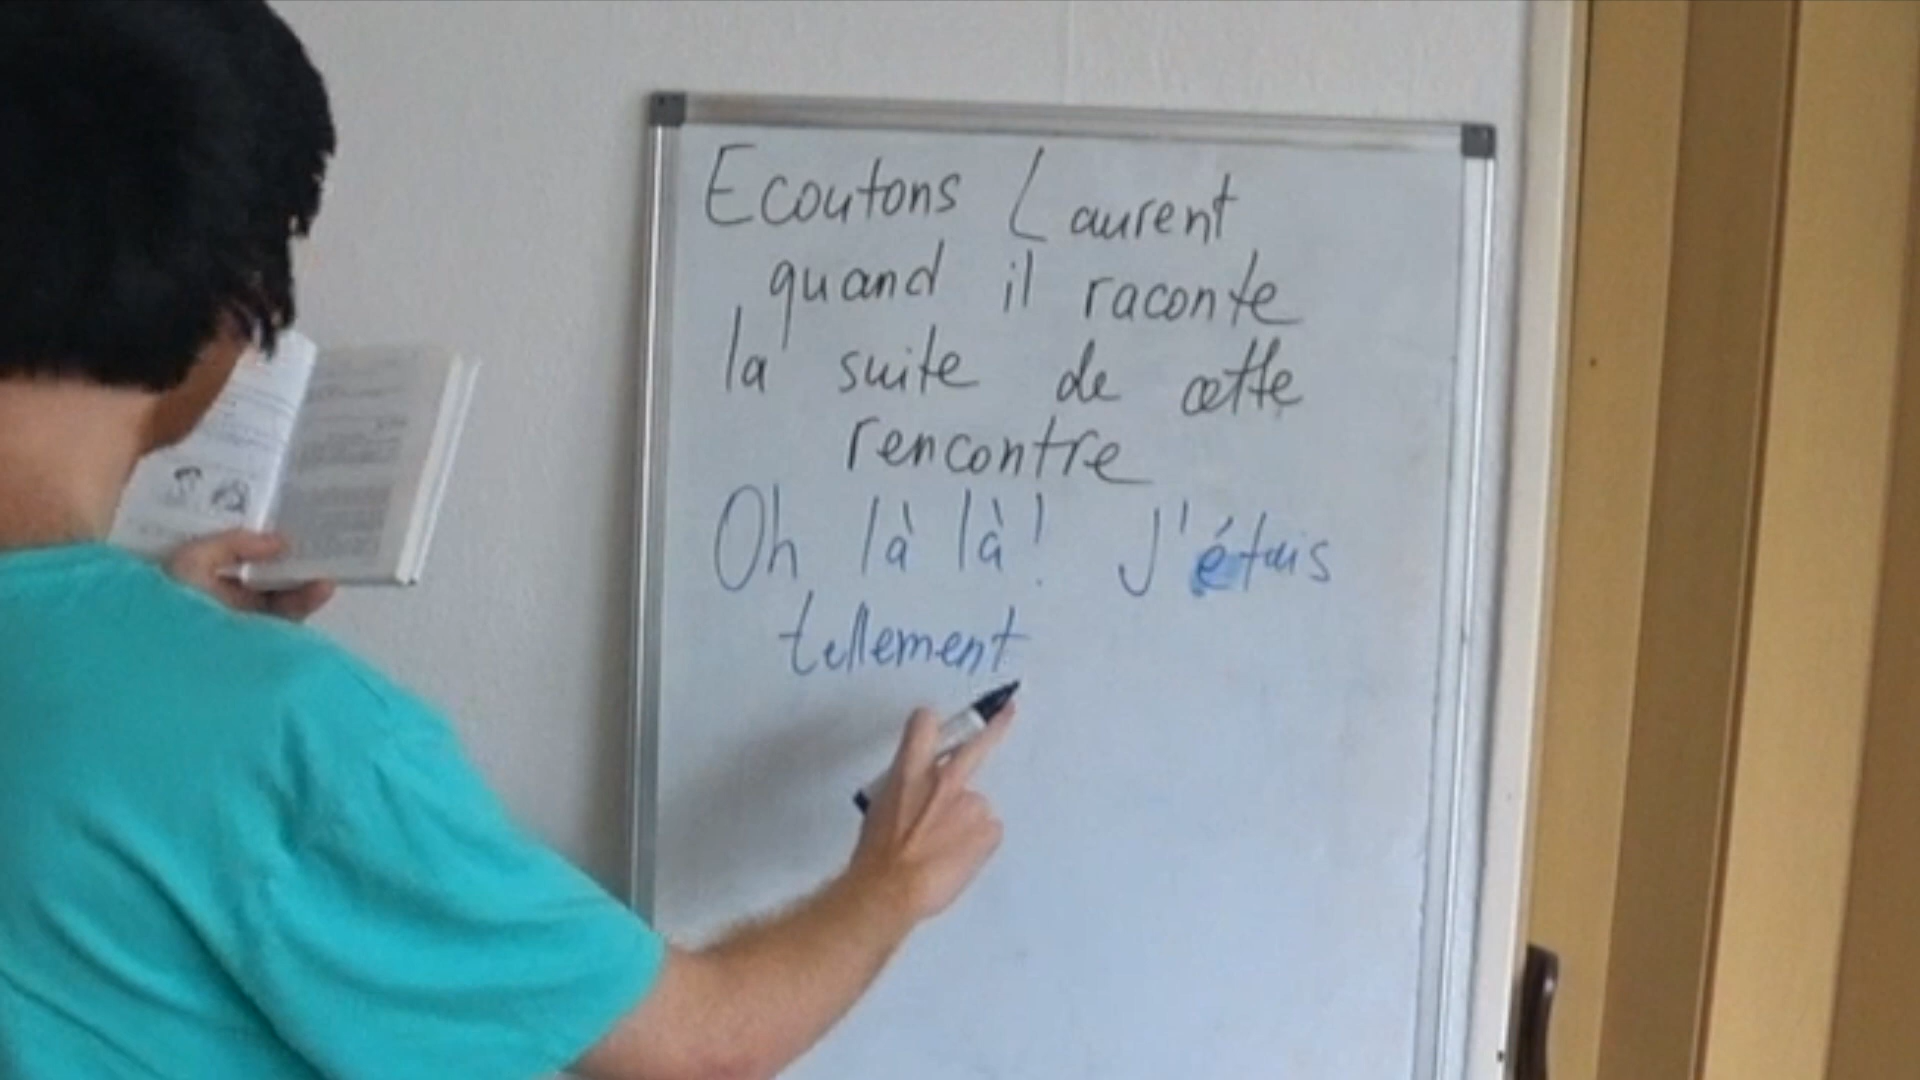 Ecoutons Laurent
quand il raconte
la suite de cette
rencontre
Oh là là! J'étais
tellement